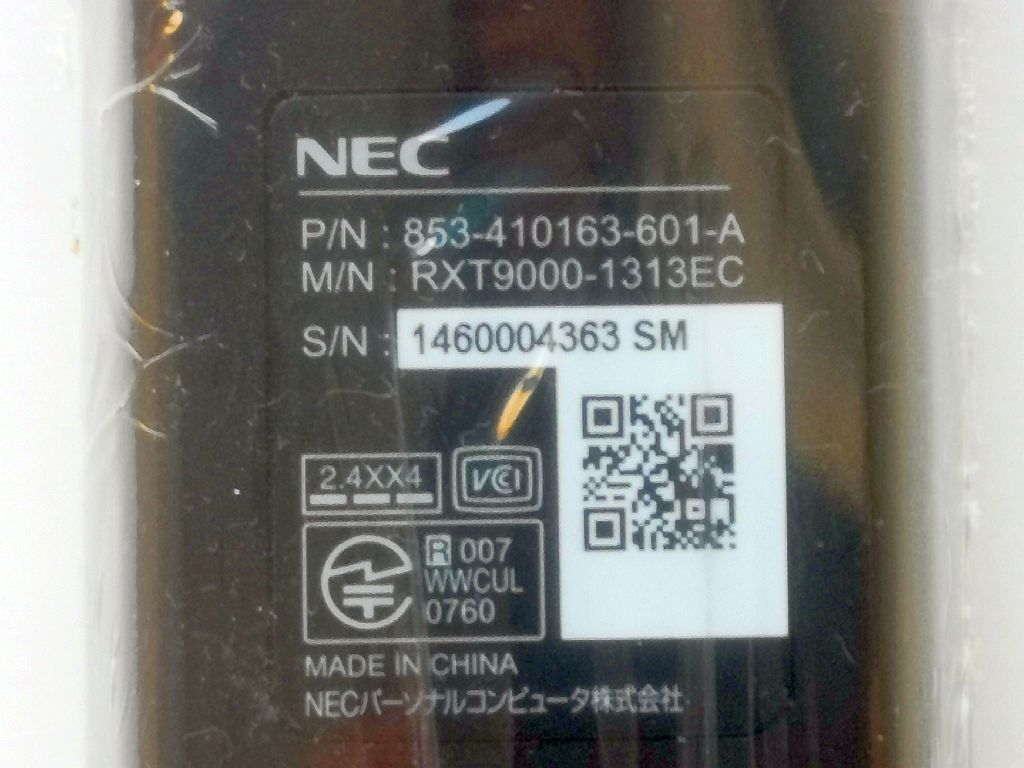 NEC
P/N : 853-410163-601-A
M/N : RXT9000-1313EC
S/N : 1460004363 SM
2.4XX4
VCI
R 007
WWCUL
0760
MADE IN CHINA
NECパーソナルコンピュータ株式会社